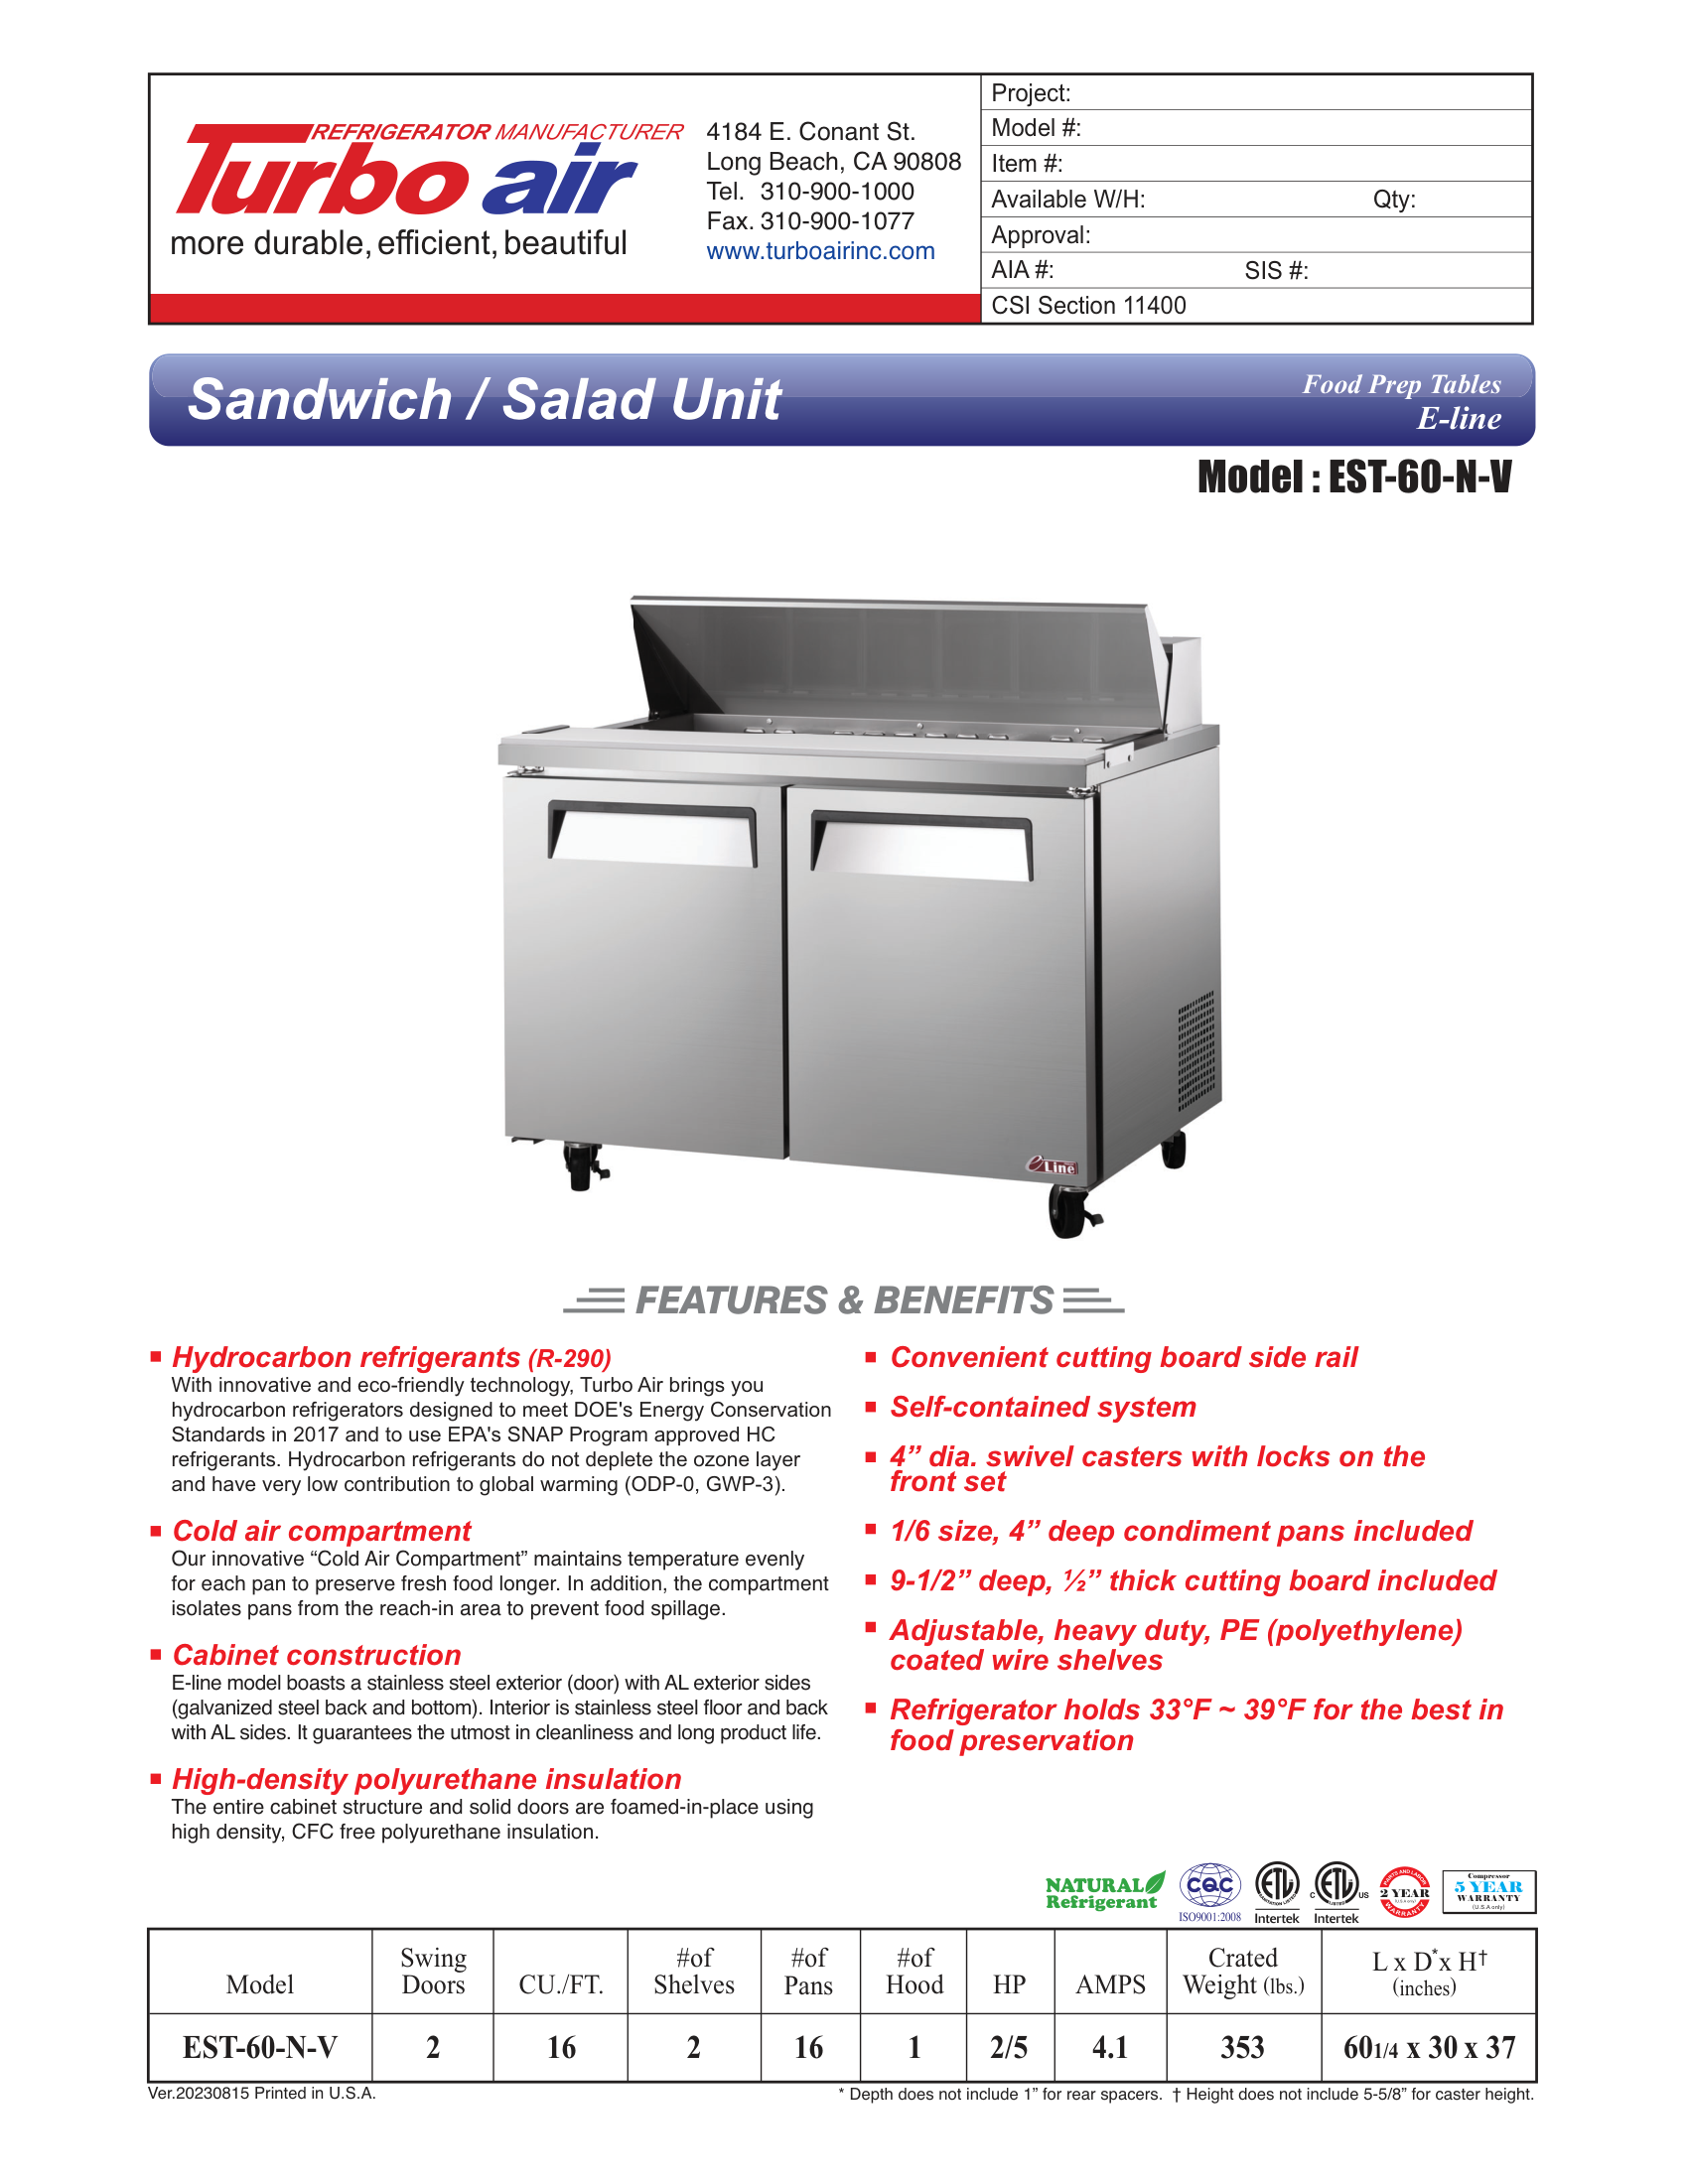 REFRIGERATOR MANUFACTURER
Turbo air
more durable, efficient, beautiful
4184 E. Conant St.
Long Beach, CA 90808
Tel. 310-900-1000
Fax. 310-900-1077
www.turboairinc.com
Project:
Model #:
Item #:
Available W/H: Qty:
Approval:
AIA #: SIS #:
CSI Section 11400
Sandwich / Salad Unit
Food Prep Tables
E-line
Model : EST-60-N-V
e Line
FEATURES & BENEFITS
Hydrocarbon refrigerants (R-290)
With innovative and eco-friendly technology, Turbo Air brings you
hydrocarbon refrigerators designed to meet DOE's Energy Conservation
Standards in 2017 and to use EPA's SNAP Program approved HC
refrigerants. Hydrocarbon refrigerants do not deplete the ozone layer
and have very low contribution to global warming (ODP-0, GWP-3).
Cold air compartment
Our innovative “Cold Air Compartment” maintains temperature evenly
for each pan to preserve fresh food longer. In addition, the compartment
isolates pans from the reach-in area to prevent food spillage.
Cabinet construction
E-line model boasts a stainless steel exterior (door) with AL exterior sides
(galvanized steel back and bottom). Interior is stainless steel floor and back
with AL sides. It guarantees the utmost in cleanliness and long product life.
High-density polyurethane insulation
The entire cabinet structure and solid doors are foamed-in-place using
high density, CFC free polyurethane insulation.
Convenient cutting board side rail
Self-contained system
4” dia. swivel casters with locks on the
front set
1/6 size, 4” deep condiment pans included
9-1/2” deep, ½” thick cutting board included
Adjustable, heavy duty, PE (polyethylene)
coated wire shelves
Refrigerator holds 33°F ~ 39°F for the best in
food preservation
NATURAL
Refrigerant
CQC
ISO9001:2008
ETL
SANITATION LISTED
Intertek
C ETL US
LISTED
Intertek
PARTS AND LABOR
2 YEAR
(U.S.A only)
WARRANTY
Compressor
5 YEAR
WARRANTY
(U.S.A only)
Model Swing Doors CU./FT. #of Shelves #of Pans #of Hood HP AMPS Crated Weight (lbs.) L x D* x H† (inches)
EST-60-N-V 2 16 2 16 1 2/5 4.1 353 60 1/4 x 30 x 37
Ver.20230815 Printed in U.S.A.
* Depth does not include 1” for rear spacers. † Height does not include 5-5/8” for caster height.